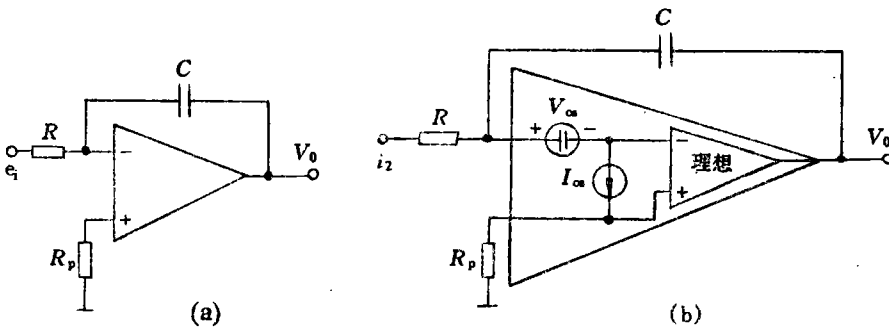 C
R
e_i
−
+
V_0
R_p
(a)
C
V_os
+ −
R
i_2
−
理想
I_os
+
V_0
R_p
(b)